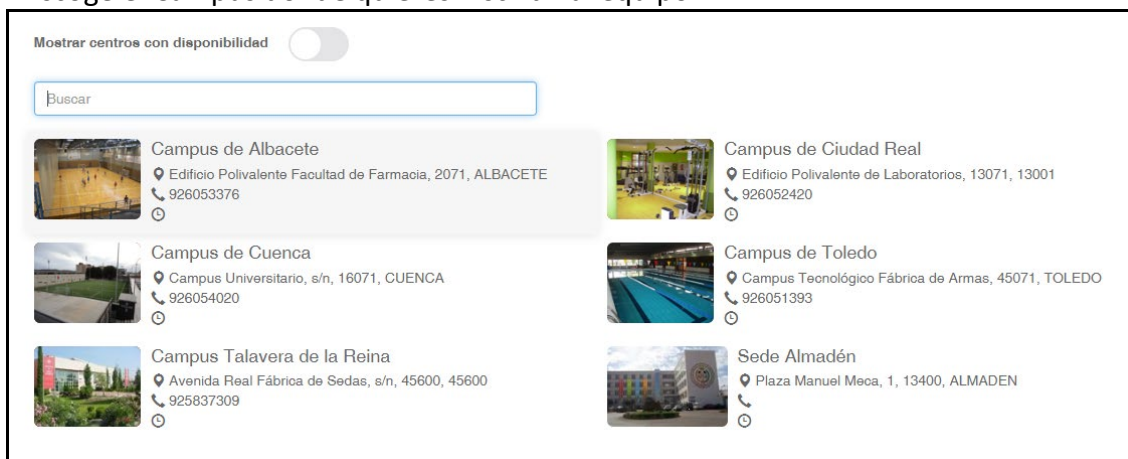 Mostrar centros con disponibilidad
Buscar
Campus de Albacete
Edificio Polivalente Facultad de Farmacia, 2071, ALBACETE
926053376
Campus de Ciudad Real
Edificio Polivalente de Laboratorios, 13071, 13001
926052420
Campus de Cuenca
Campus Universitario, s/n, 16071, CUENCA
926054020
Campus de Toledo
Campus Tecnológico Fábrica de Armas, 45071, TOLEDO
926051393
Campus Talavera de la Reina
Avenida Real Fábrica de Sedas, s/n, 45600, 45600
925837309
Sede Almadén
Plaza Manuel Meca, 1, 13400, ALMADEN